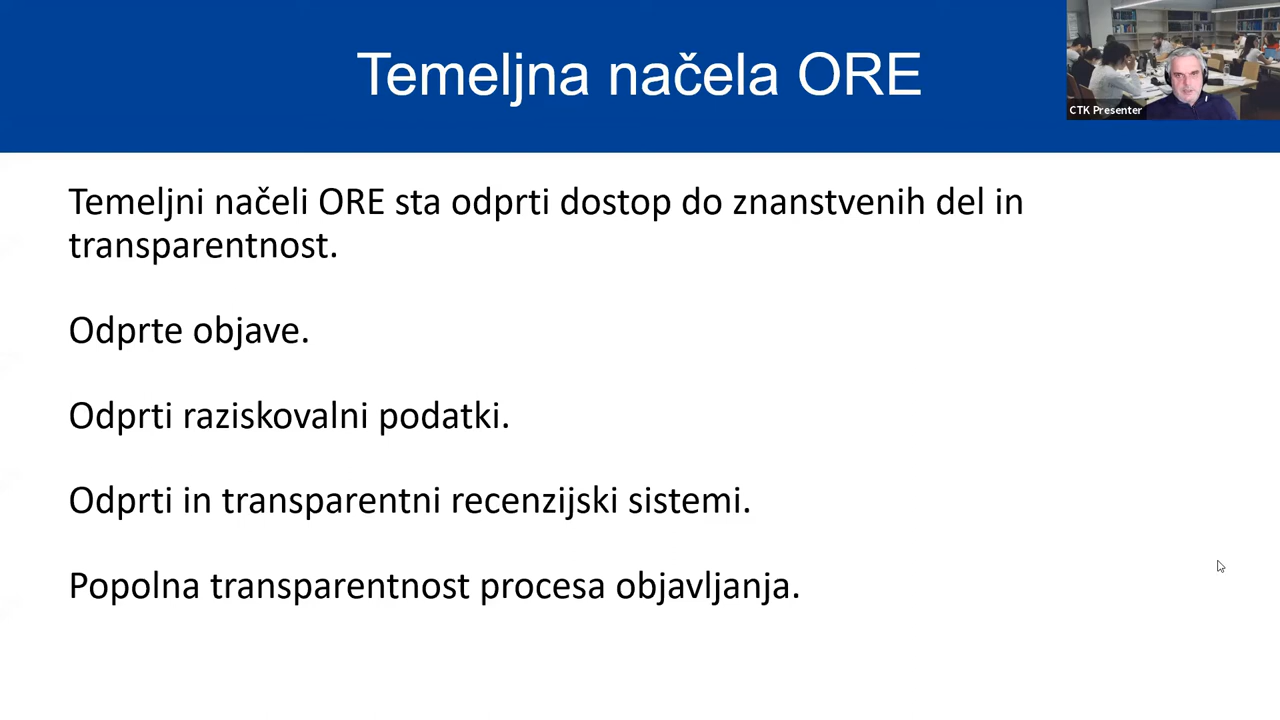 Temeljna načela ORE
CTK Presenter
Temeljni načeli ORE sta odprti dostop do znanstvenih del in
transparentnost.
Odprte objave.
Odprti raziskovalni podatki.
Odprti in transparentni recenzijski sistemi.
Popolna transparentnost procesa objavljanja.